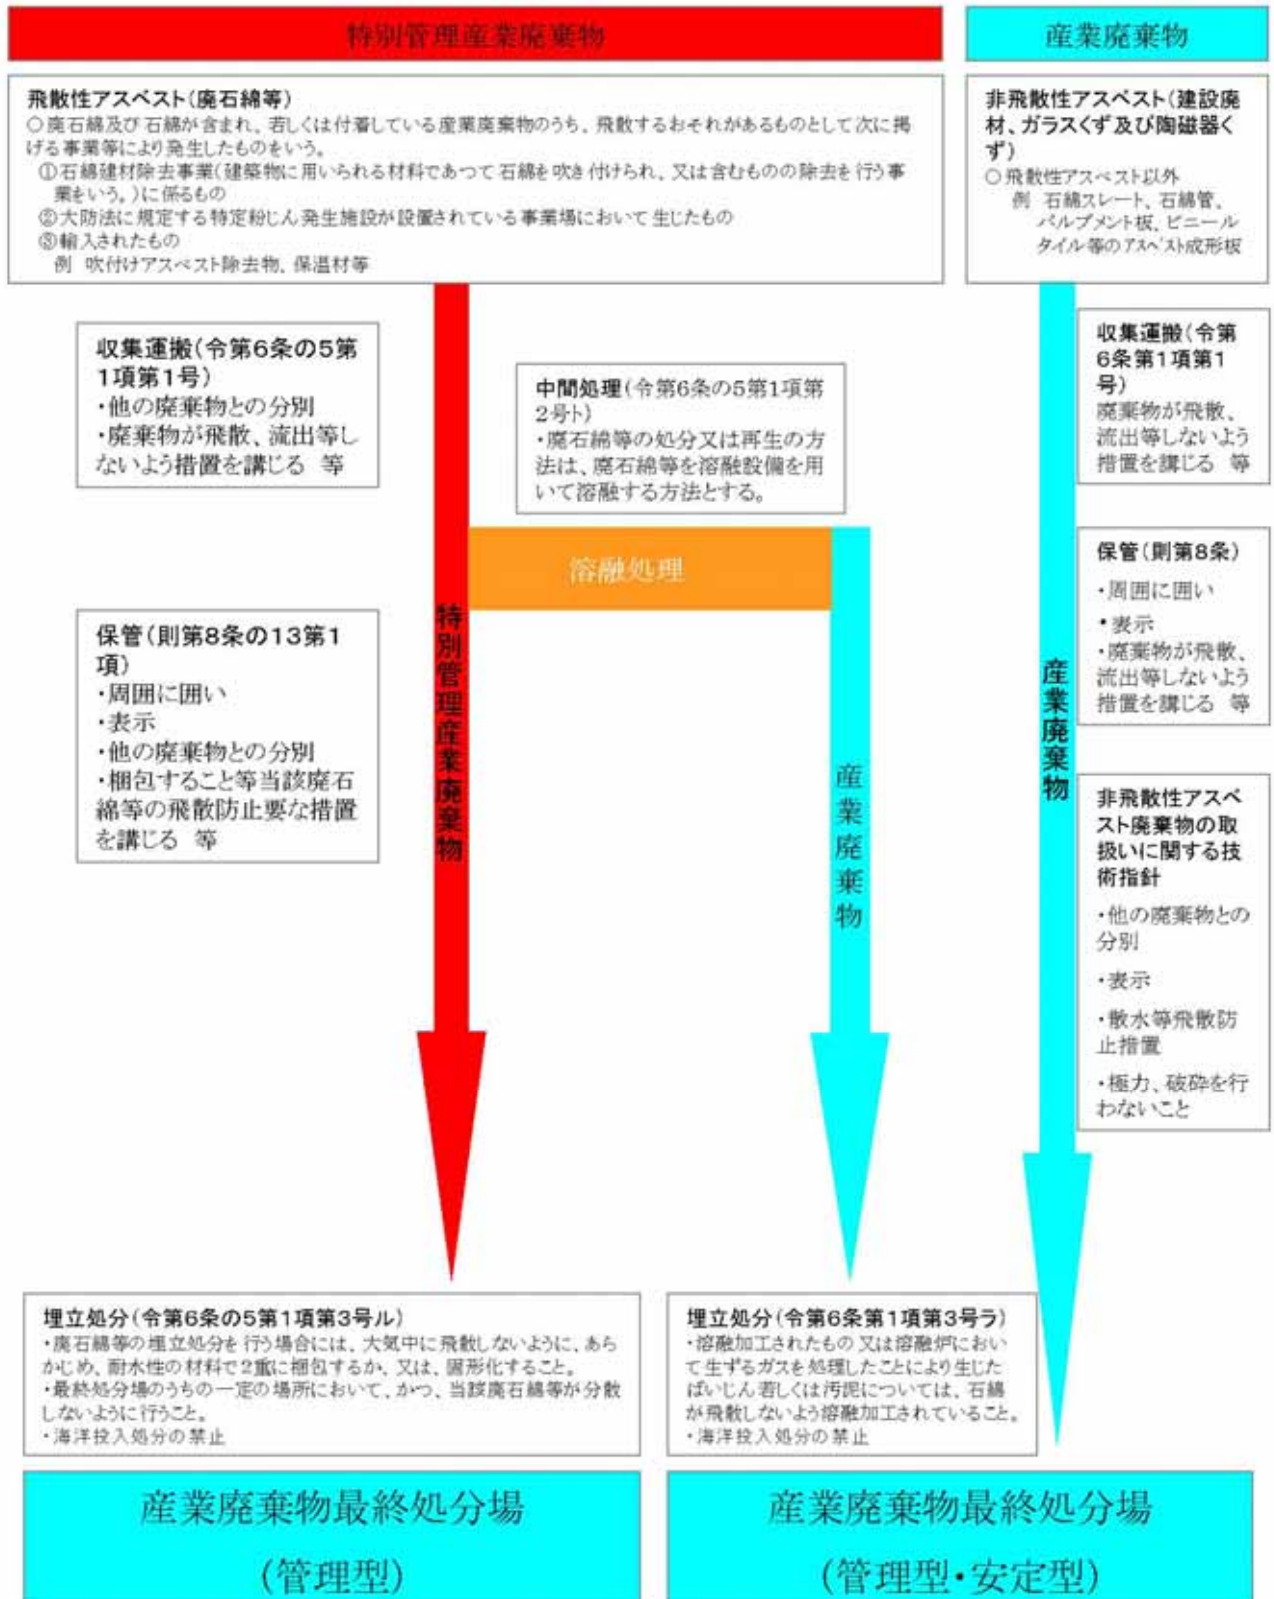 特別管理産業廃棄物
産業廃棄物
飛散性アスベスト(廃石綿等)
○廃石綿及び石綿が含まれ、若しくは付着している産業廃棄物のうち、飛散するおそれがあるものとして次に掲
げる事業等により発生したものをいう。
①石綿建材除去事業(建築物に用いられる材料であつて石綿を吹き付けられ、又は含むものの除去を行う事
業をいう。)に係るもの
②大防法に規定する特定粉じん発生施設が設置されている事業場において生じたもの
③輸入されたもの
例 吹付けアスベスト除去物、保温材等
非飛散性アスベスト(建設廃
材、ガラスくず及び陶磁器く
ず)
○飛散性アスベスト以外
例 石綿スレート、石綿管、
パルプメント板、ビニール
タイル等のアスベスト成形板
収集運搬(令第6条の5第
1項第1号)
・他の廃棄物との分別
・廃棄物が飛散、流出等し
ないよう措置を講じる 等
中間処理(令第6条の5第1項第
2号ト)
・廃石綿等の処分又は再生の方
法は、廃石綿等を溶融設備を用
いて溶融する方法とする。
収集運搬(令第
6条第1項第1
号)
廃棄物が飛散、
流出等しないよう
措置を講じる 等
溶融処理
保管(則第8条の13第1
項)
・周囲に囲い
・表示
・他の廃棄物との分別
・梱包すること等当該廃石
綿等の飛散防止要な措置
を講じる 等
特別管理産業廃棄物
産業廃棄物
産業廃棄物
保管(則第8条)
・周囲に囲い
・表示
・廃棄物が飛散、
流出等しないよう
措置を講じる 等
非飛散性アスベ
スト廃棄物の取
扱いに関する技
術指針
・他の廃棄物との
分別
・表示
・散水等飛散防
止措置
・極力、破砕を行
わないこと
埋立処分(令第6条の5第1項第3号ル)
・廃石綿等の埋立処分を行う場合には、大気中に飛散しないように、あら
かじめ、耐水性の材料で2重に梱包するか、又は、固形化すること。
・最終処分場のうちの一定の場所において、かつ、当該廃石綿等が分散
しないように行うこと。
・海洋投入処分の禁止
埋立処分(令第6条第1項第3号ラ)
・溶融加工されたもの又は溶融炉におい
て生ずるガスを処理したことにより生じた
ばいじん若しくは汚泥については、石綿
が飛散しないよう溶融加工されていること。
・海洋投入処分の禁止
産業廃棄物最終処分場
(管理型)
産業廃棄物最終処分場
(管理型・安定型)